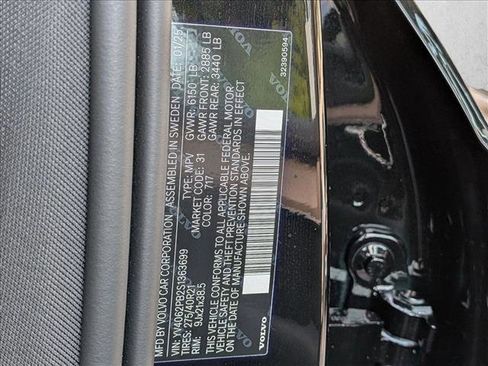 MFD BY VOLVO CAR CORPORATION, ASSEMBLED IN SWEDEN DATE: 01/25
GVWR: 6150 LB
GAWR FRONT: 2885 LB
GAWR REAR: 3440 LB
VIN: YV4062PB2S1363699 TYPE: MPV
TIRE: 275/40R21 MARKET CODE: 31
RIM: 9Jx21x38.5 COLOR: 717
THIS VEHICLE CONFORMS TO ALL APPLICABLE FEDERAL MOTOR
VEHICLE SAFETY AND THEFT PREVENTION STANDARDS IN EFFECT
ON THE DATE OF MANUFACTURE SHOWN ABOVE.
VOLVO
32390594